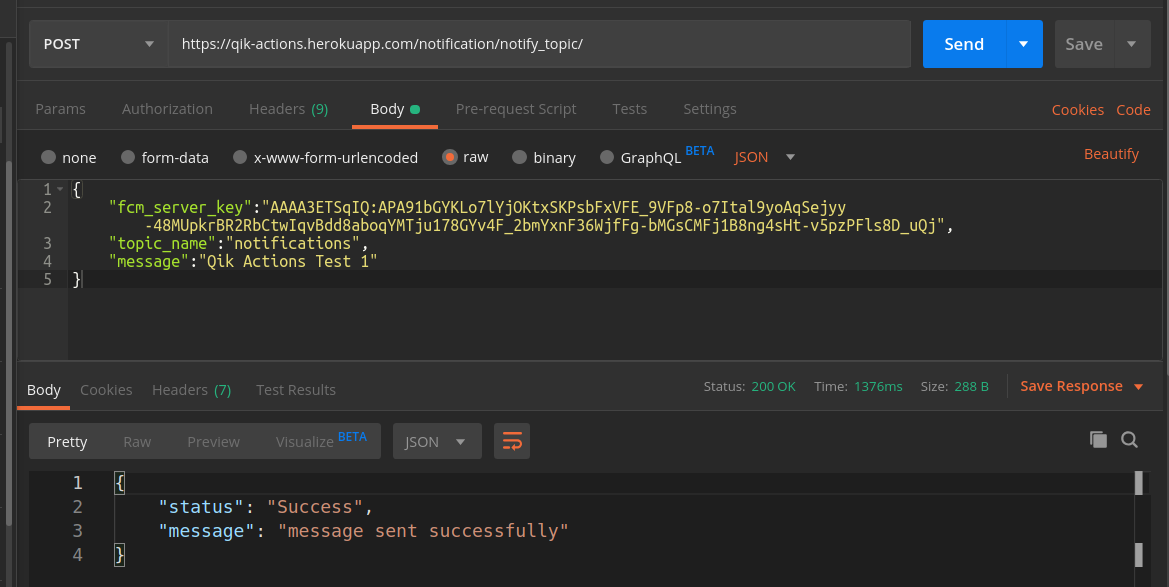 POST
https://qik-actions.herokuapp.com/notification/notify_topic/
Send
Save
Params Authorization Headers (9) Body Pre-request Script Tests Settings Cookies Code
none form-data x-www-form-urlencoded raw binary GraphQL BETA JSON Beautify
1 {
2 "fcm_server_key":"AAAA3ETSqIQ:APA91bGYKLo7lYjOKtxSKPsbFxVFE_9VFp8-o7Ital9yoAqSejyy
-48MUpkrBR2RbCtwIqvBdd8aboqYMTju178GYv4F_2bmYxnF36WjfFg-bMGsCMFj1B8ng4sHt-v5pzPFls8D_uQj",
3 "topic_name":"notifications",
4 "message":"Qik Actions Test 1"
5 }
Body Cookies Headers (7) Test Results Status: 200 OK Time: 1376ms Size: 288 B Save Response
Pretty Raw Preview Visualize BETA JSON
1 {
2 "status": "Success",
3 "message": "message sent successfully"
4 }